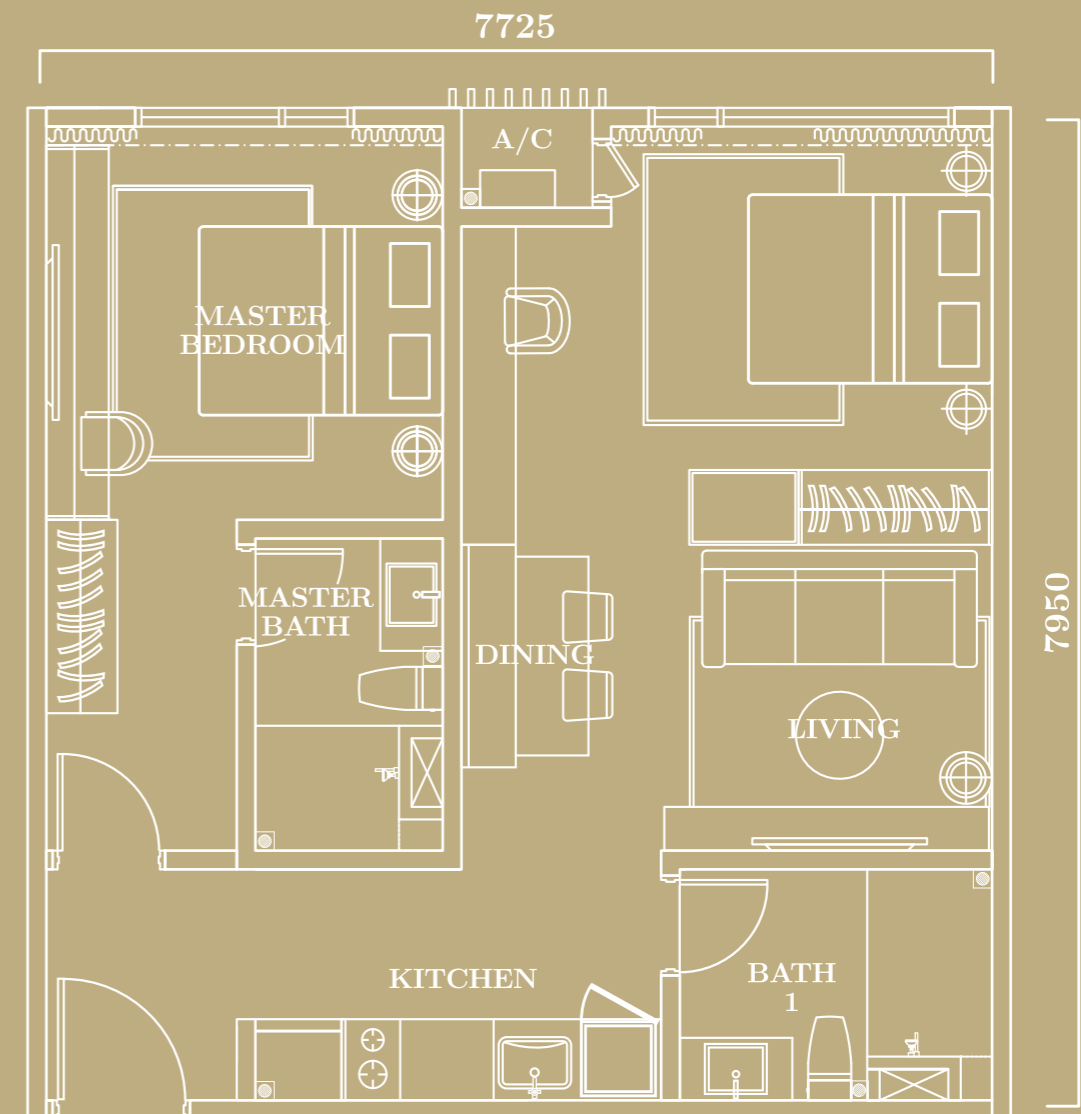 7725
A/C
MASTER
BEDROOM
MASTER
BATH
DINING
7950
LIVING
KITCHEN
BATH
1